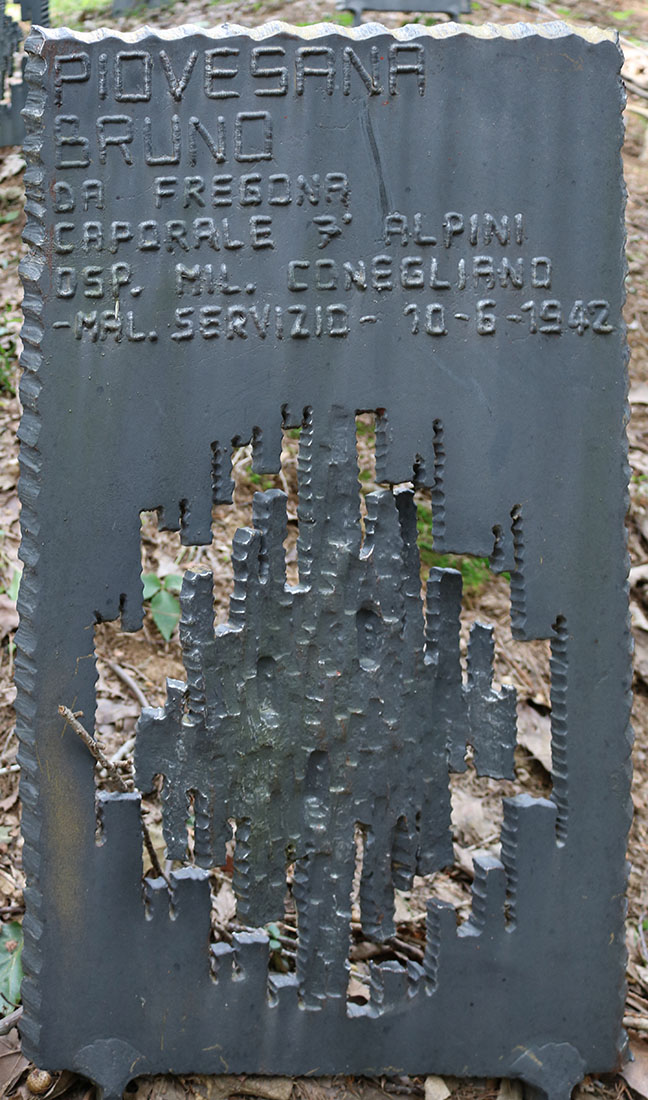 PIOVESANA
BRUNO
DA FREGONA
CAPORALE 7° ALPINI
OSP. MIL. CONEGLIANO
-MAL. SERVIZIO- 10-6-1942